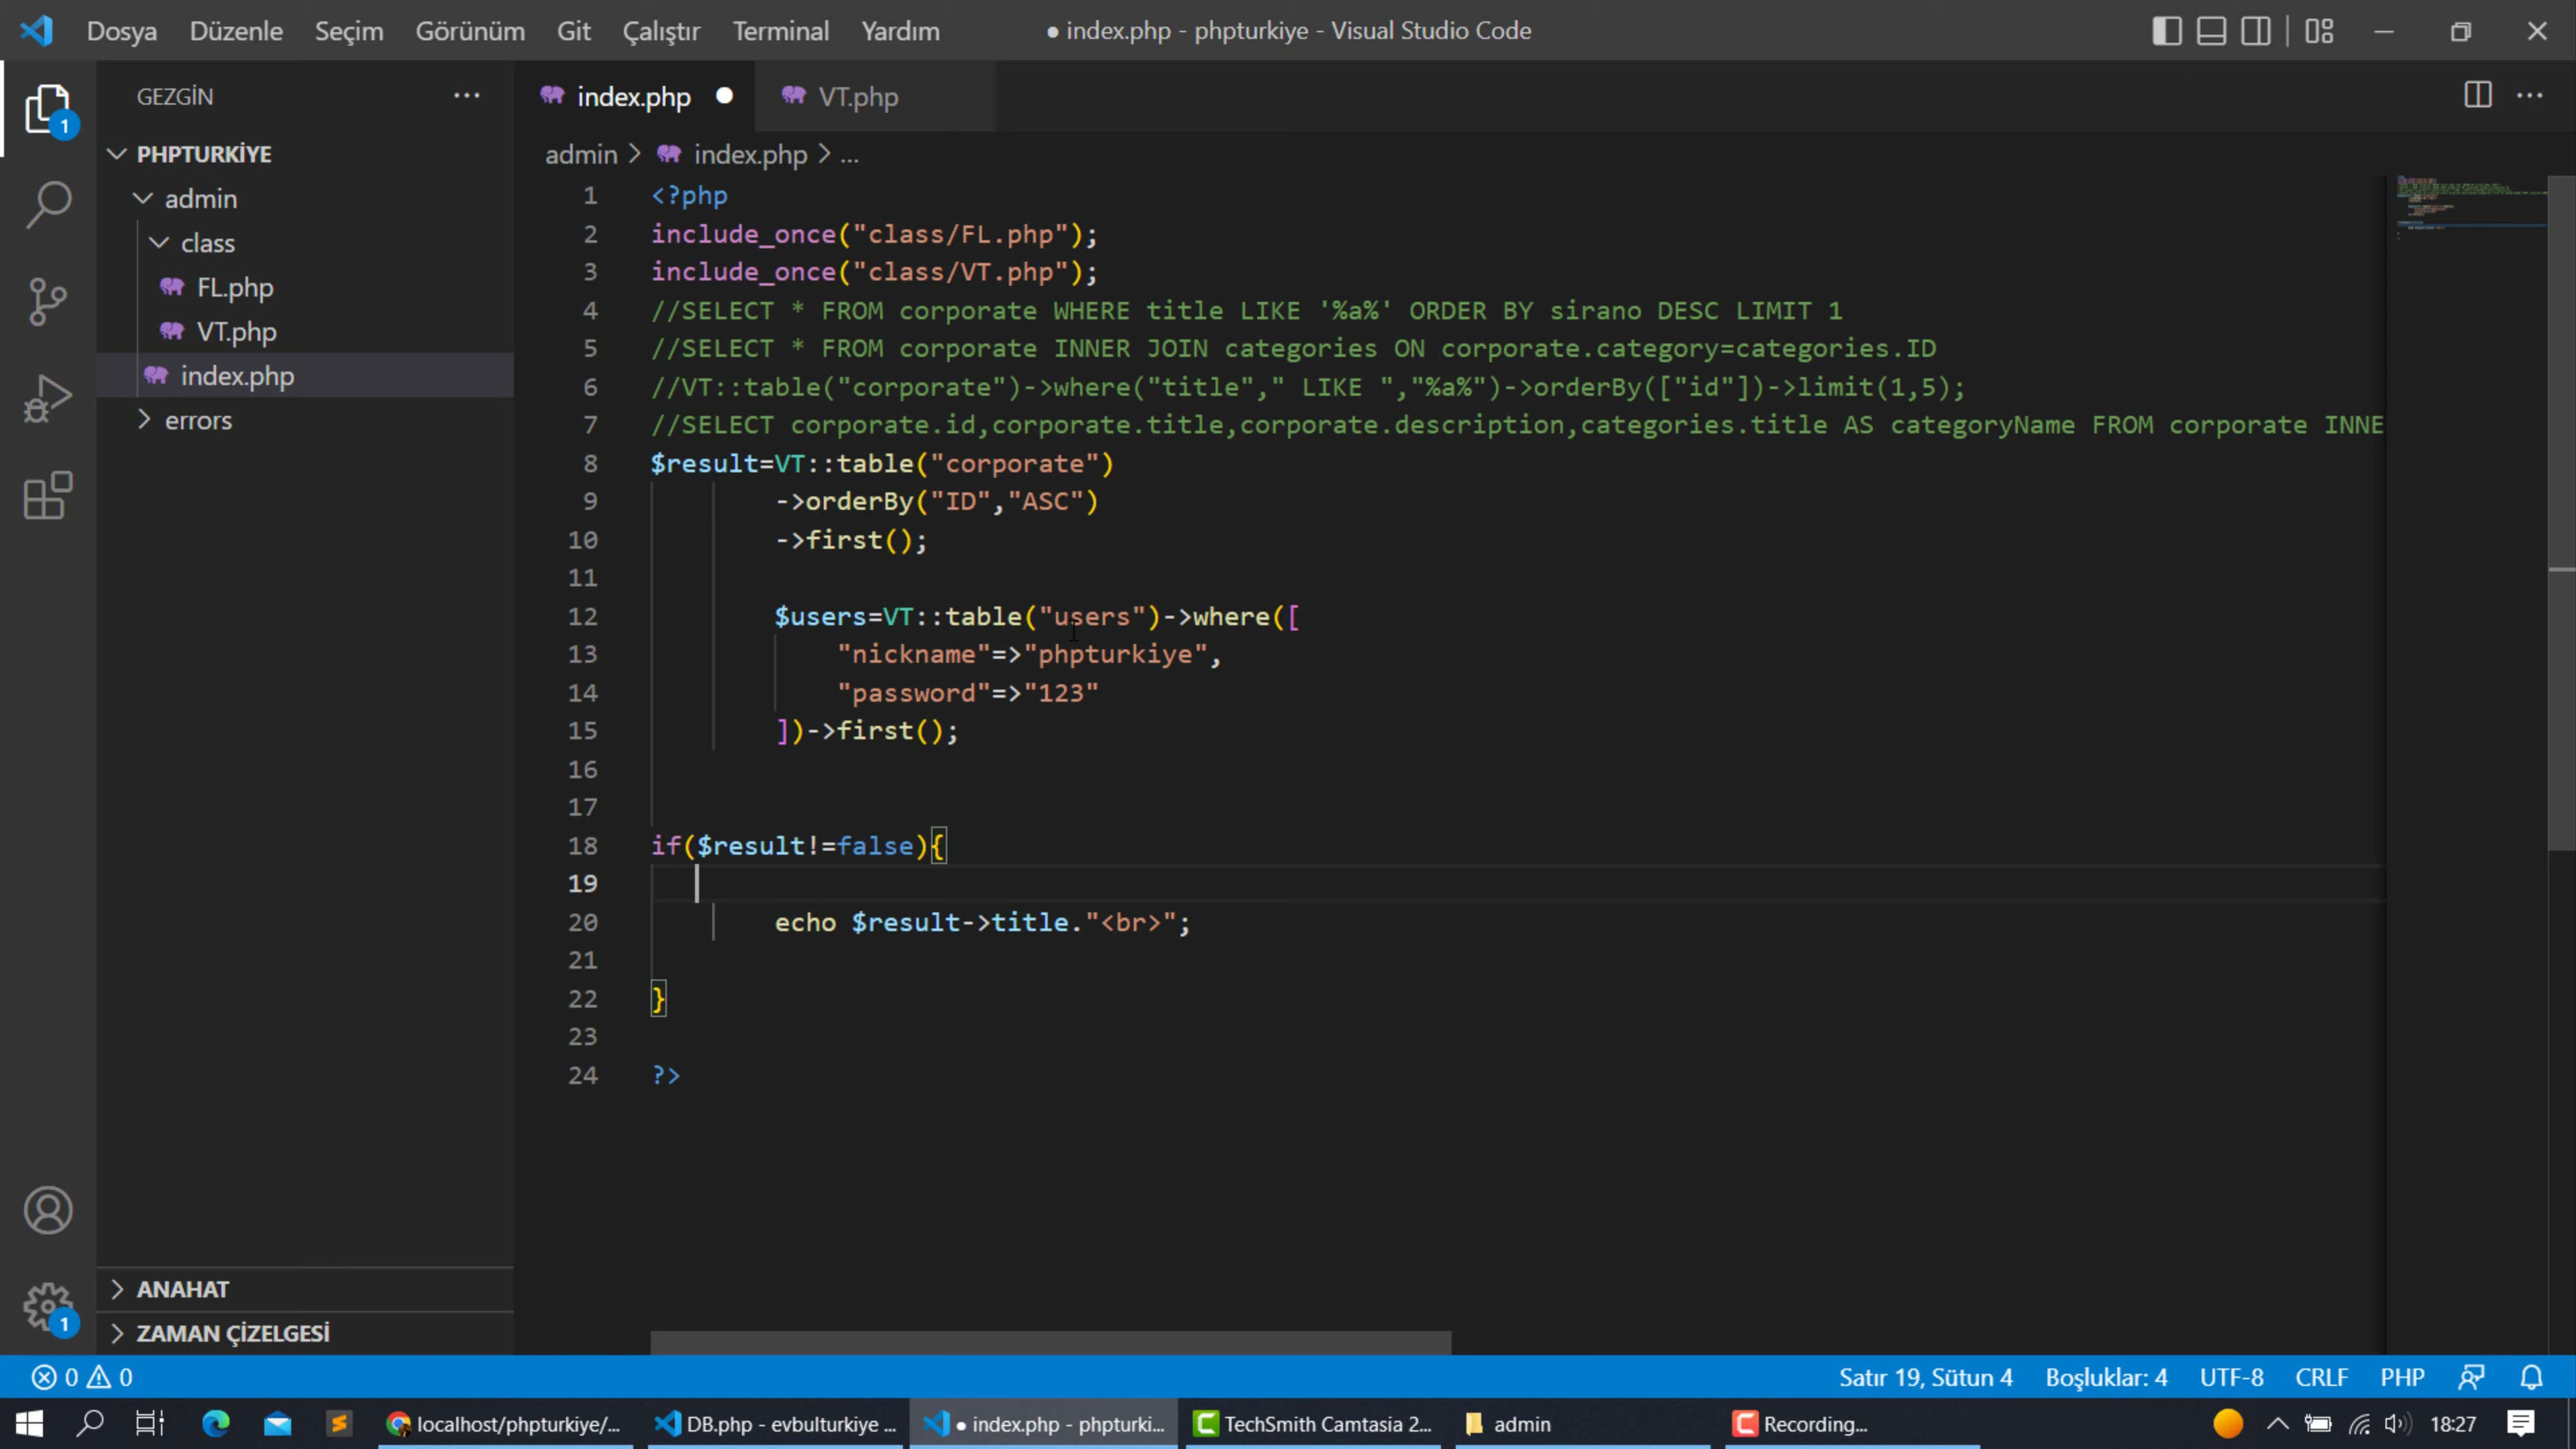 Dosya Düzenle Seçim Görünüm Git Çalıştır Terminal Yardım
● index.php - phpturkiye - Visual Studio Code
GEZGİN
1
PHPTURKİYE
admin
class
FL.php
VT.php
index.php
errors
ANAHAT
ZAMAN ÇİZELGESİ
1
index.php
VT.php
admin > index.php > ...
1 <?php
2 include_once("class/FL.php");
3 include_once("class/VT.php");
4 //SELECT * FROM corporate WHERE title LIKE '%a%' ORDER BY sirano DESC LIMIT 1
5 //SELECT * FROM corporate INNER JOIN categories ON corporate.category=categories.ID
6 //VT::table("corporate")->where("title"," LIKE ","%a%")->orderBy(["id"])->limit(1,5);
7 //SELECT corporate.id,corporate.title,corporate.description,categories.title AS categoryName FROM corporate INNE
8 $result=VT::table("corporate")
9 ->orderBy("ID","ASC")
10 ->first();
11
12 $users=VT::table("users")->where([
13 "nickname"=>"phpturkiye",
14 "password"=>"123"
15 ])->first();
16
17
18 if($result!=false){
19
20 echo $result->title."<br>";
21
22 }
23
24 ?>
0 0
Satır 19, Sütun 4 Boşluklar: 4 UTF-8 CRLF PHP
localhost/phpturkiye/... DB.php - evbulturkiye ... ● index.php - phpturki... TechSmith Camtasia 2... admin Recording... 18:27